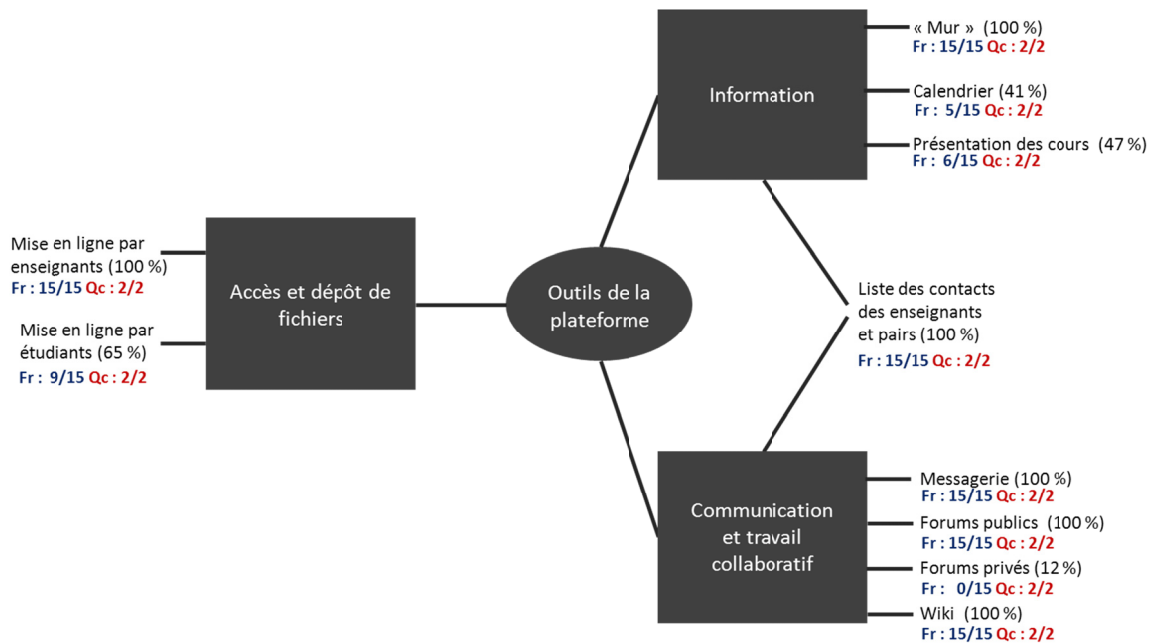 « Mur » (100 %)
Fr : 15/15 Qc : 2/2
Information
Calendrier (41 %)
Fr : 5/15 Qc : 2/2
Présentation des cours (47 %)
Fr : 6/15 Qc : 2/2
Mise en ligne par
enseignants (100 %)
Fr : 15/15 Qc : 2/2
Mise en ligne par
étudiants (65 %)
Fr : 9/15 Qc : 2/2
Accès et dépôt de
fichiers
Outils de la
plateforme
Liste des contacts
des enseignants
et pairs (100 %)
Fr : 15/15 Qc : 2/2
Communication
et travail
collaboratif
Messagerie (100 %)
Fr : 15/15 Qc : 2/2
Forums publics (100 %)
Fr : 15/15 Qc : 2/2
Forums privés (12 %)
Fr : 0/15 Qc : 2/2
Wiki (100 %)
Fr : 15/15 Qc : 2/2